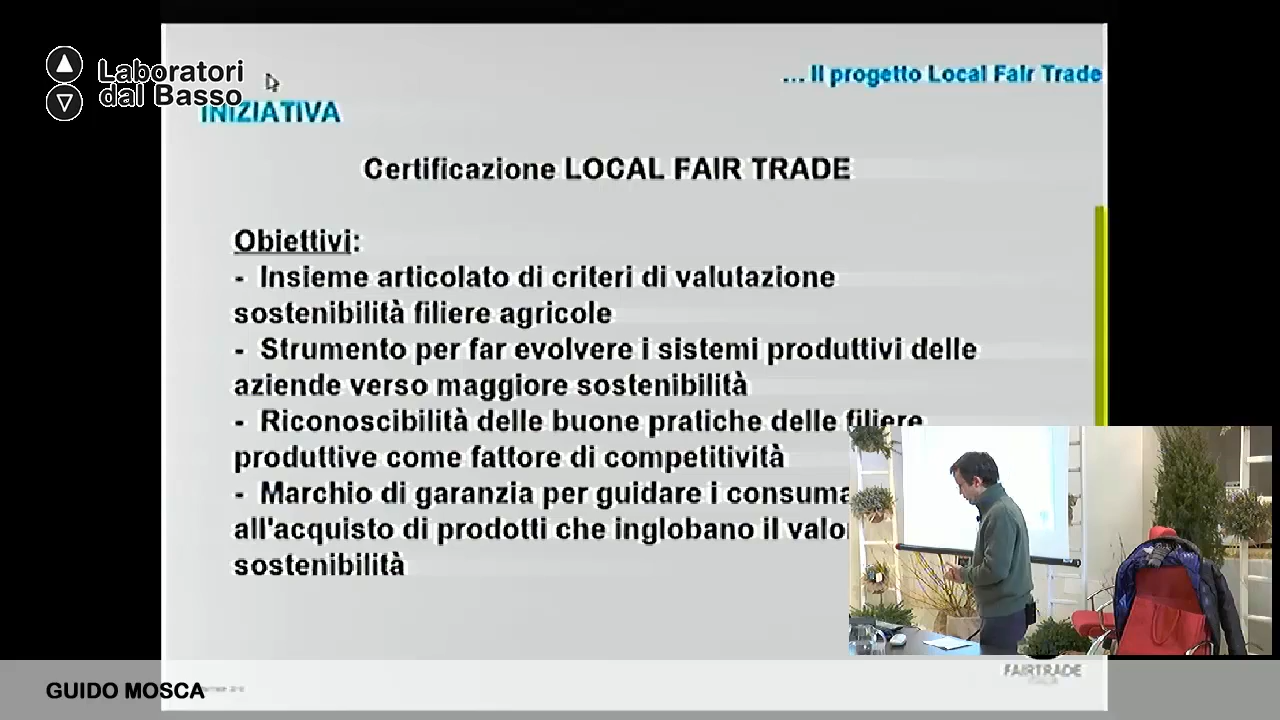 Laboratori
dal Basso
... Il progetto Local Fair Trade
INIZIATIVA
Certificazione LOCAL FAIR TRADE
Obiettivi:
- Insieme articolato di criteri di valutazione
sostenibilità filiere agricole
- Strumento per far evolvere i sistemi produttivi delle
aziende verso maggiore sostenibilità
- Riconoscibilità delle buone pratiche delle filiere
produttive come fattore di competitività
- Marchio di garanzia per guidare i
all'acquisto di prodotti che inglobano il
sostenibilità
FAIRTRADE
GUIDO MOSCA